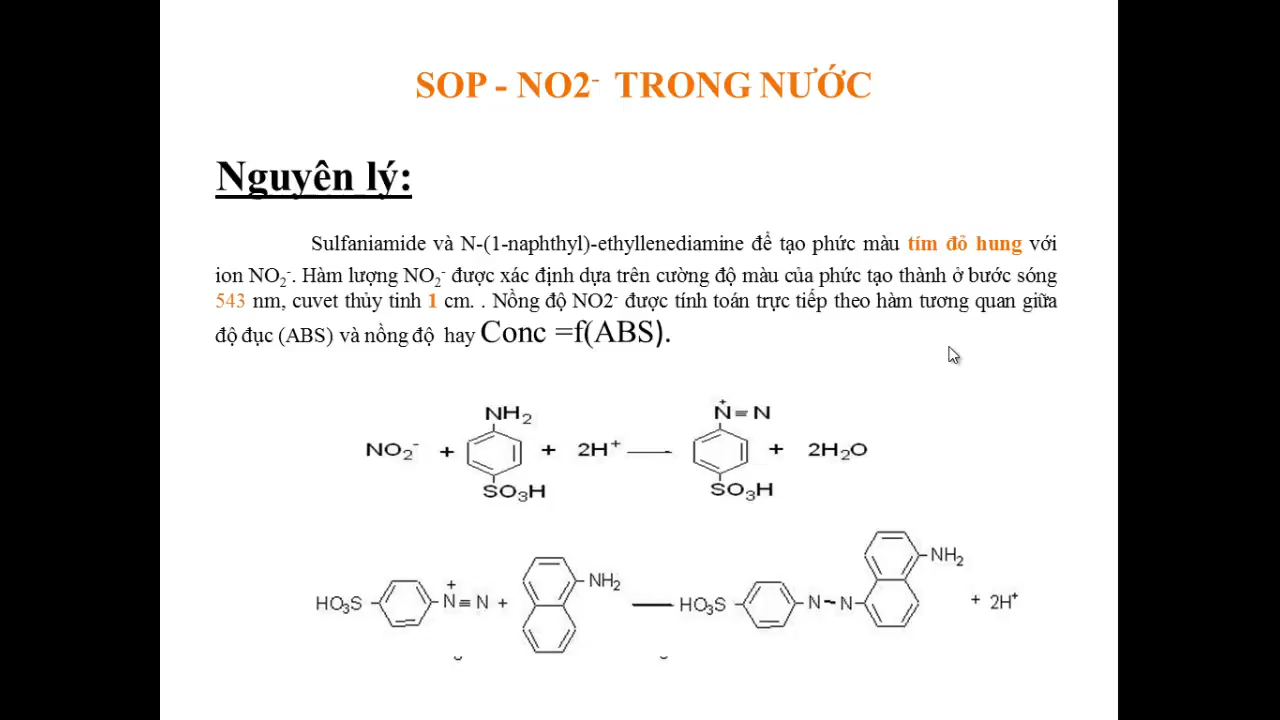 SOP - NO2- TRONG NƯỚC
Nguyên lý:
Sulfaniamide và N-(1-naphthyl)-ethyllenediamine để tạo phức màu tím đỏ hung với
ion NO2-. Hàm lượng NO2- được xác định dựa trên cường độ màu của phức tạo thành ở bước sóng
543 nm, cuvet thủy tinh 1 cm. . Nồng độ NO2- được tính toán trực tiếp theo hàm tương quan giữa
độ đục (ABS) và nồng độ hay Conc =f(ABS).
NH2 N+=N
NO2- + + 2H+ + 2H2O
SO3H SO3H
NH2
HO3S + N≡N + NH2 HO3S N-N + 2H+